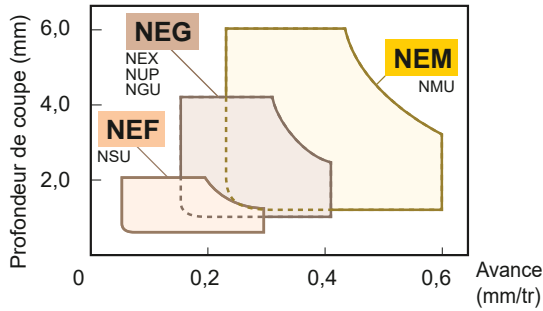 Profondeur de coupe (mm)
6,0
4,0
2,0
NEG
NEX
NUP
NGU
NEM
NMU
NEF
NSU
0
0,2
0,4
0,6
Avance
(mm/tr)